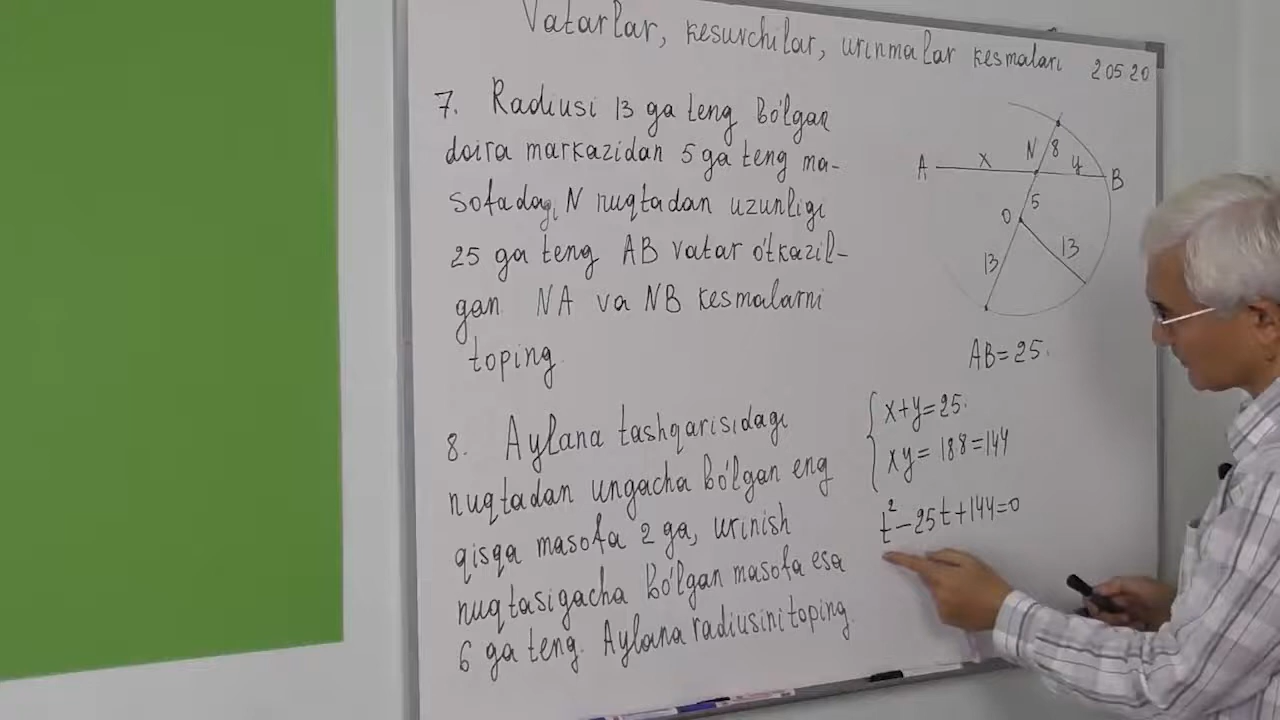 Vatarlar, kesuvchilar, urinmalar kesmalari 2 05 20
7. Radiusi 13 ga teng bo'lgan
doira markazidan 5 ga teng ma-
sofadagi N nuqtadan uzunligi
25 ga teng AB vatar o'tkazil-
gan. NA va NB kesmalarni
toping.
8. Aylana tashqarisidagi
nuqtadan ungacha bo'lgan eng
qisqa masofa 2 ga, urinish
nuqtasigacha bo'lgan masofa esa
6 ga teng. Aylana radiusini toping.
N 8
A x y B
5
O
13 13
AB = 25.
x+y=25.
xy = 18 8 = 144
t² - 25t + 144 = 0